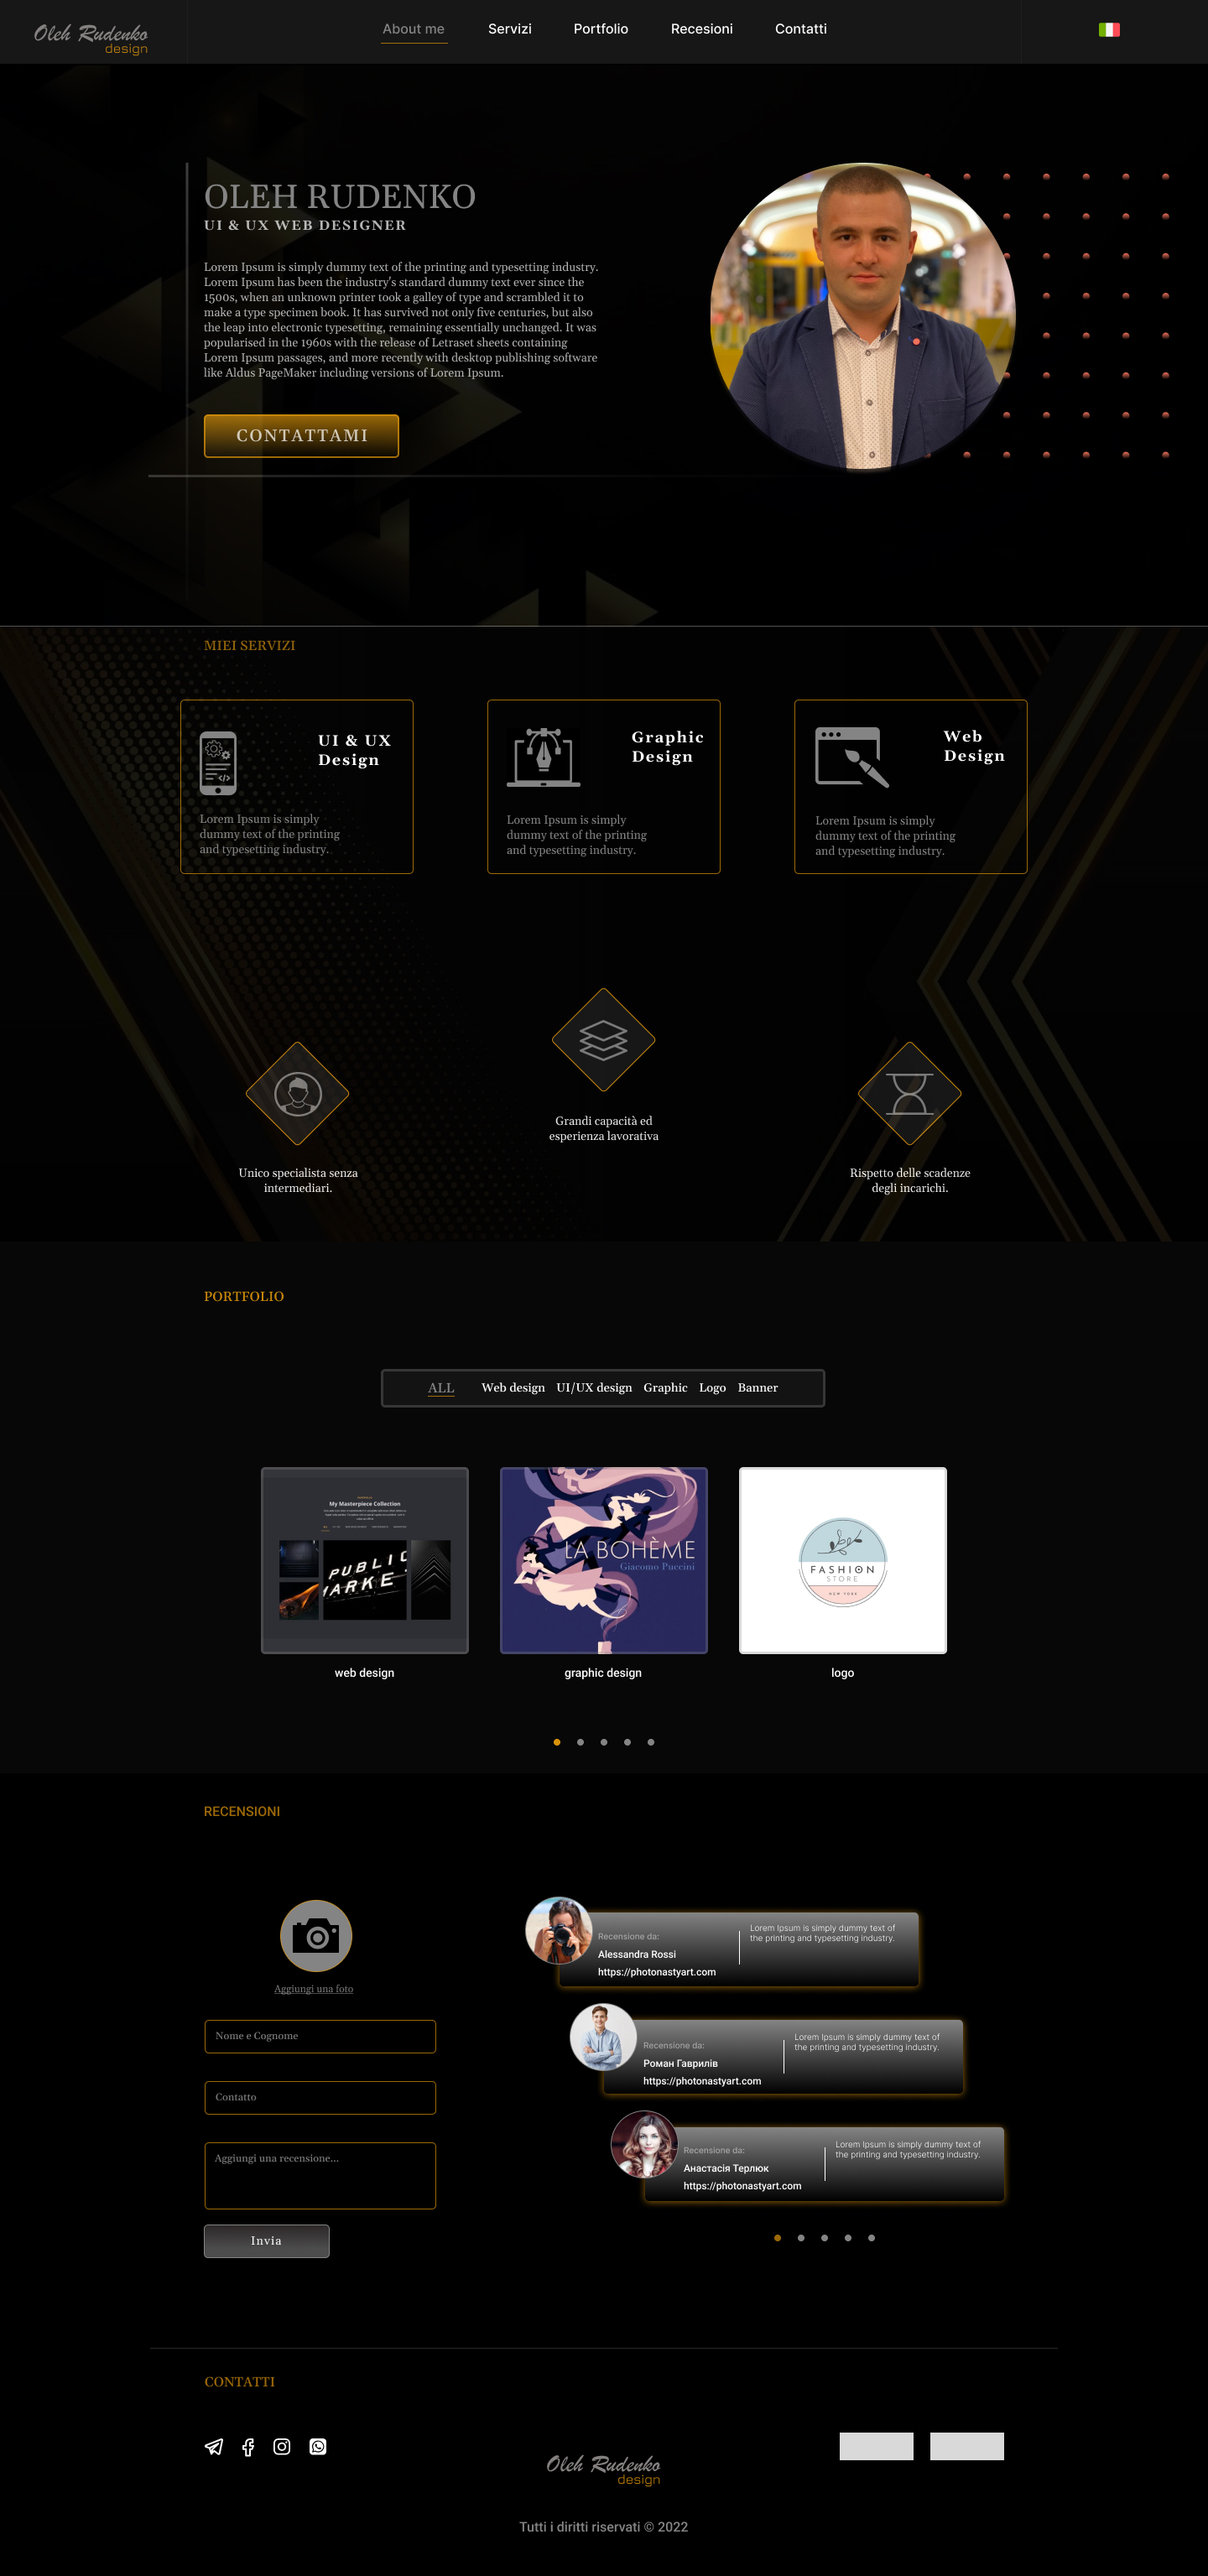 Oleh Rudenko
design
About me
Servizi
Portfolio
Recesioni
Contatti
OLEH RUDENKO
UI & UX WEB DESIGNER
Lorem Ipsum is simply dummy text of the printing and typesetting industry.
Lorem Ipsum has been the industry's standard dummy text ever since the
1500s, when an unknown printer took a galley of type and scrambled it to
make a type specimen book. It has survived not only five centuries, but also
the leap into electronic typesetting, remaining essentially unchanged. It was
popularised in the 1960s with the release of Letraset sheets containing
Lorem Ipsum passages, and more recently with desktop publishing software
like Aldus PageMaker including versions of Lorem Ipsum.
CONTATTAMI
MIEI SERVIZI
UI & UX
Design
Lorem Ipsum is simply
dummy text of the printing
and typesetting industry.
Graphic
Design
Lorem Ipsum is simply
dummy text of the printing
and typesetting industry.
Web
Design
Lorem Ipsum is simply
dummy text of the printing
and typesetting industry.
Unico specialista senza
intermediari.
Grandi capacità ed
esperienza lavorativa
Rispetto delle scadenze
degli incarichi.
PORTFOLIO
ALL
Web design
UI/UX design
Graphic
Logo
Banner
My Masterpiece Collection
PUBLIC
MARKET
web design
LA BOHÈME
Giacomo Puccini
graphic design
FASHION
STORE
NEW YORK
logo
RECENSIONI
Aggiungi una foto
Nome e Cognome
Contatto
Aggiungi una recensione...
Invia
Recensione da:
Alessandra Rossi
https://photonastyart.com
Lorem Ipsum is simply dummy text of
the printing and typesetting industry.
Recensione da:
Роман Гаврилів
https://photonastyart.com
Lorem Ipsum is simply dummy text of
the printing and typesetting industry.
Recensione da:
Анастасія Терлюк
https://photonastyart.com
Lorem Ipsum is simply dummy text of
the printing and typesetting industry.
CONTATTI
Oleh Rudenko
design
Tutti i diritti riservati © 2022